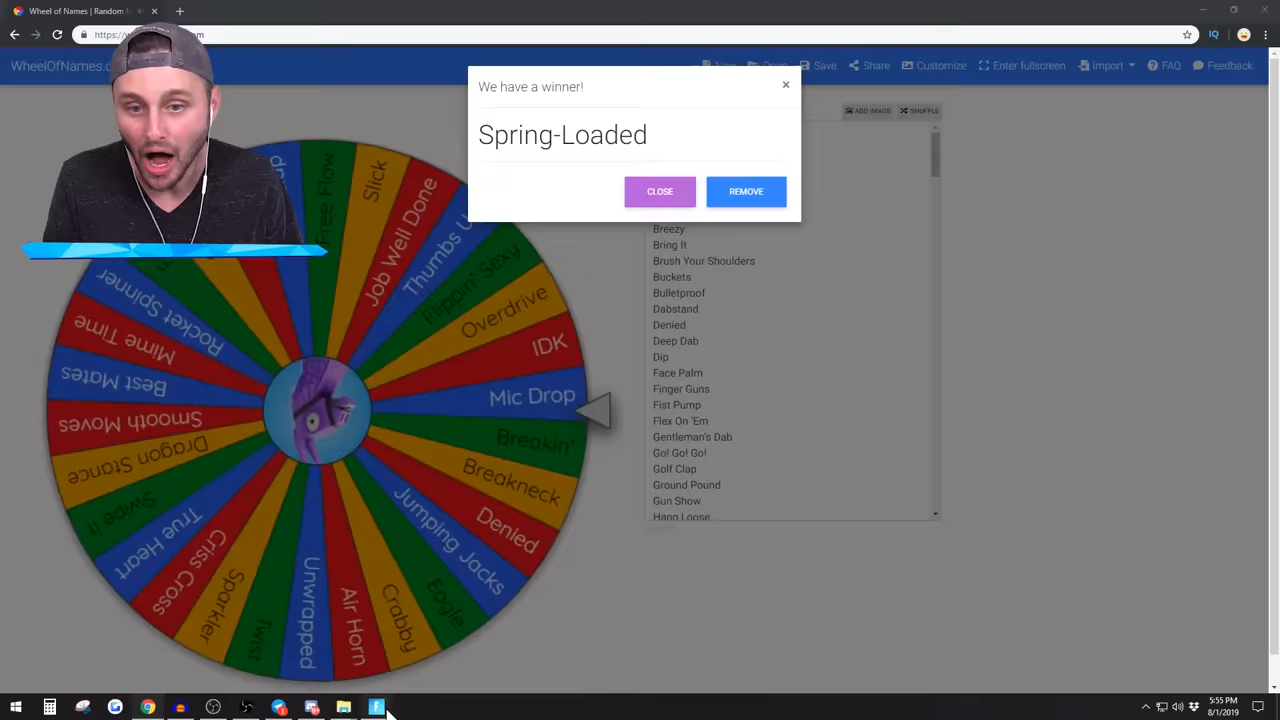 Wheel of Names | Random
https://
.com
WheelOfNames.c
New
Open
Save
Share
Customize
Enter fullscreen
Import
FAQ
Feedback
We have a winner!
×
Spring-Loaded
CLOSE
REMOVE
ADD IMAGE
SHUFFLE
Breezy
Bring It
Brush Your Shoulders
Buckets
Bulletproof
Dabstand
Denied
Deep Dab
Dip
Face Palm
Finger Guns
Fist Pump
Flex On 'Em
Gentleman's Dab
Go! Go! Go!
Golf Clap
Ground Pound
Gun Show
Hang Loose
Free Flow
Slick
Job Well Done
Thumbs U
Flippin' Sexy
Overdrive
IDK
Mic Drop
Breakin'
Breakneck
Denied
Jumping Jacks
Eagle
Crabby
Air Horn
Unwrapped
Twist
Sparkler
Criss Cross
True Heart
Swipe It
Dragon Stance
Smooth Moves
Best Mates
Mime Time
Rocket Spinner
5:55 PM
8/1/2019